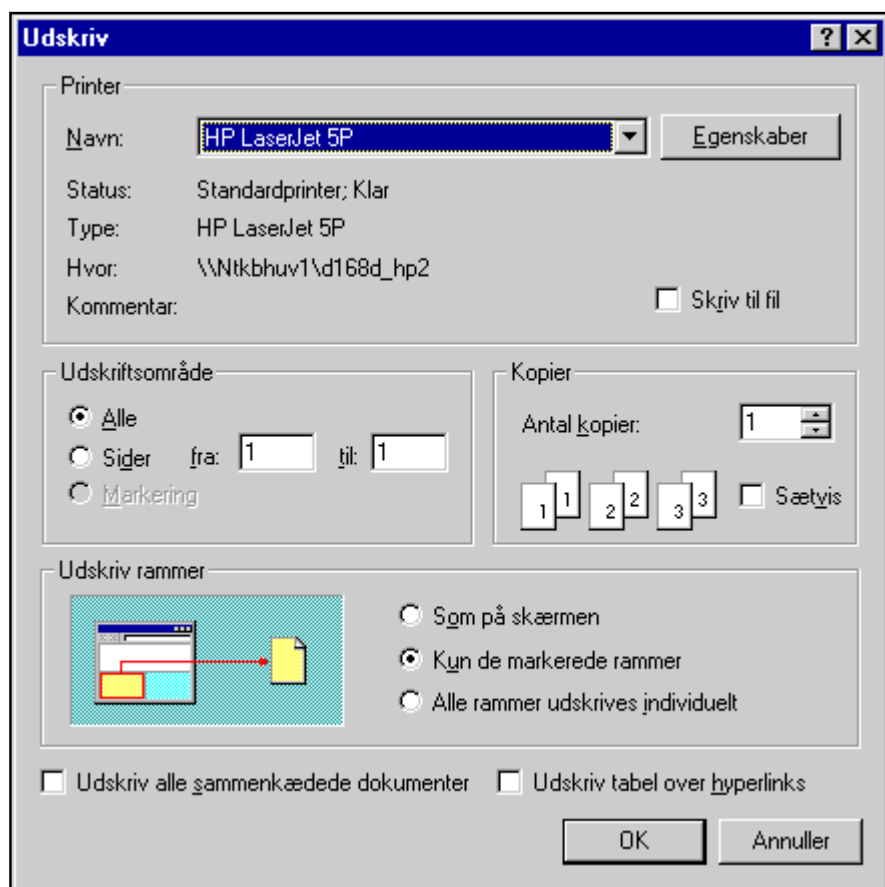 Udskriv
Printer
Navn: HP LaserJet 5P Egenskaber
Status: Standardprinter; Klar
Type: HP LaserJet 5P
Hvor: \\Ntkbhuv1\d168d_hp2
Kommentar: Skriv til fil
Udskriftsområde
Alle
Sider fra: 1 til: 1
Markering
Kopier
Antal kopier: 1
1 1 2 2 3 3 Sætvis
Udskriv rammer
Som på skærmen
Kun de markerede rammer
Alle rammer udskrives individuelt
Udskriv alle sammenkædede dokumenter Udskriv tabel over hyperlinks
OK Annuller